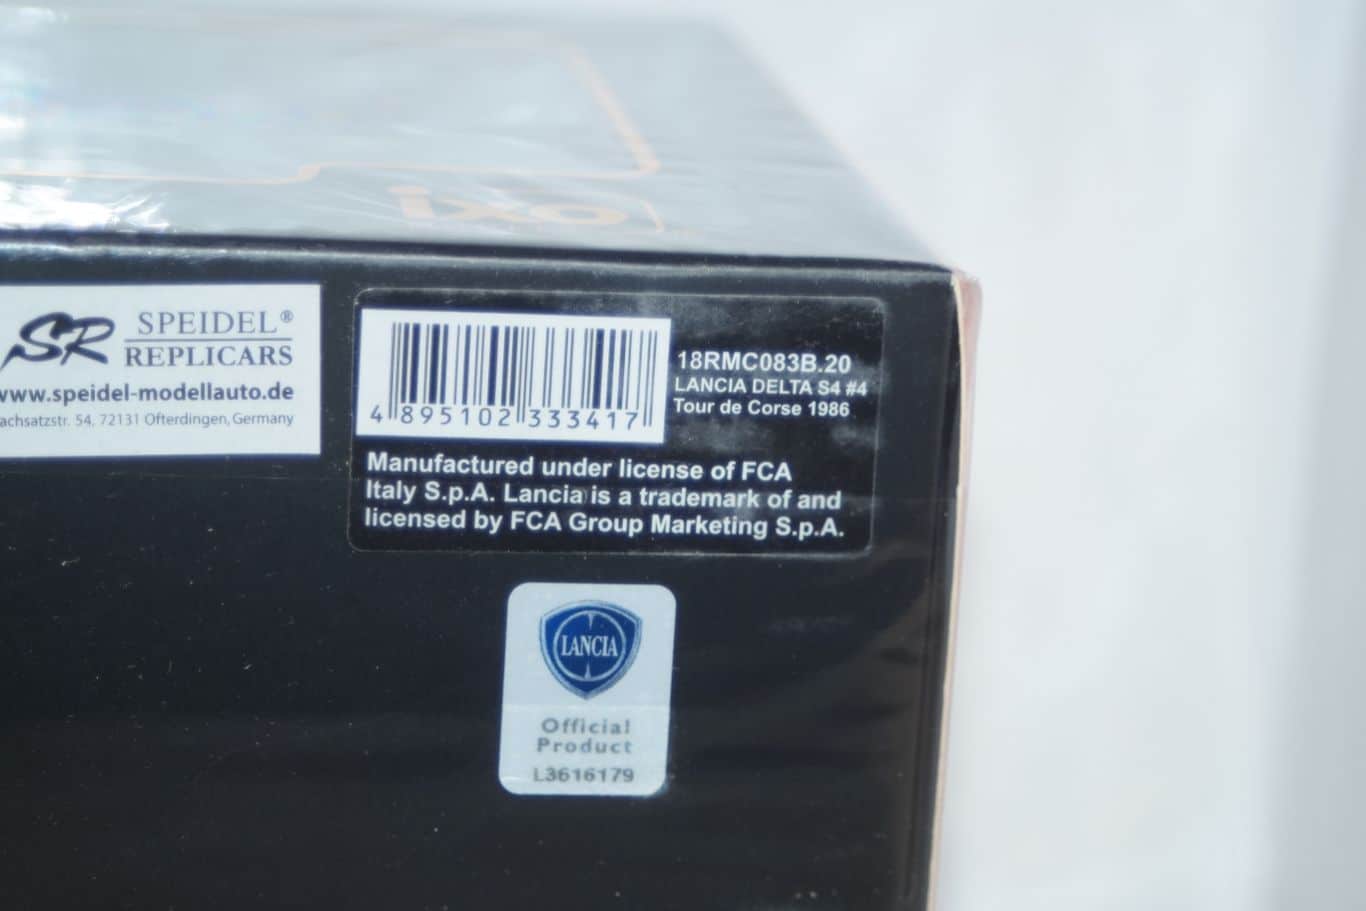 ixo
SR SPEIDEL®
REPLICARS
www.speidel-modellauto.de
achsatzstr. 54, 72131 Ofterdingen, Germany
4 895102 333417
18RMC083B.20
LANCIA DELTA S4 #4
Tour de Corse 1986
Manufactured under license of FCA
Italy S.p.A. Lancia is a trademark of and
licensed by FCA Group Marketing S.p.A.
LANCIA
Official
Product
L3616179